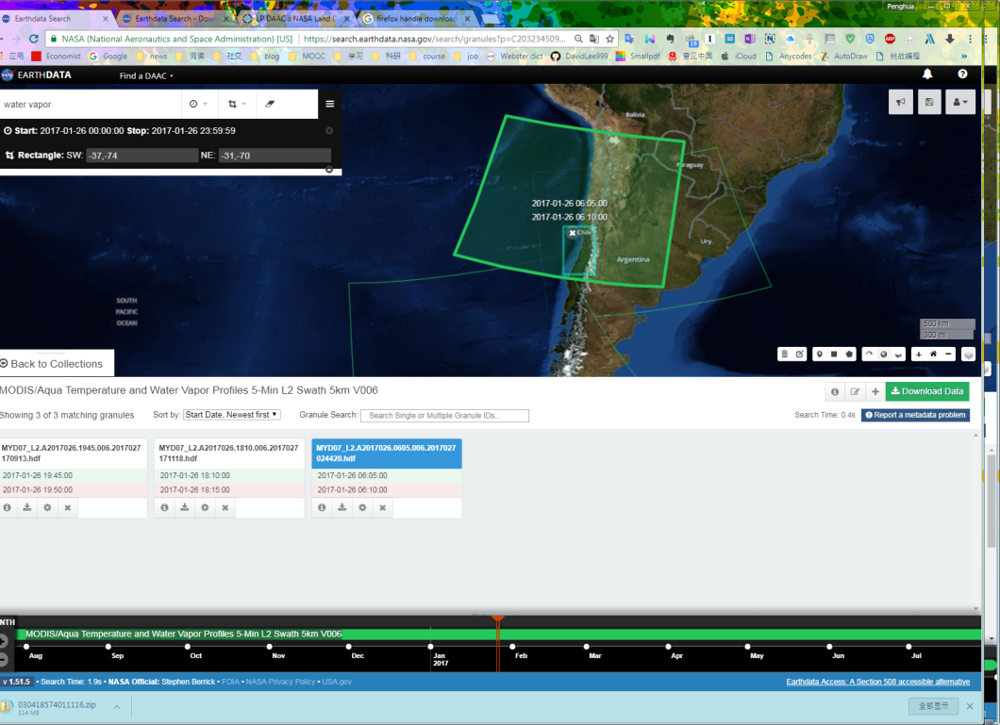 Penghua
Earthdata Search
Earthdata Search - Dow
LP DAAC :: NASA Land
firefox handle download
NASA (National Aeronautics and Space Administration) [US] | https://search.earthdata.nasa.gov/search/granules?p=C203234509...
应用 Economist Google news 阅读 社交 blog MOOC 学习 科研 course job Webster dict DavidLee999 Smallpdf 意见中国 iCloud Anycodes AutoDraw 挑战编程
EARTHDATA Find a DAAC
water vapor
Start: 2017-01-26 00:00:00 Stop: 2017-01-26 23:59:59
Rectangle: SW: -37,-74 NE: -31,-70
Bolivia
Paraguay
2017-01-26 06:05:00
2017-01-26 06:10:00
Chile
Ury.
Argentina
SOUTH
PACIFIC
OCEAN
500 km
300 mi
Back to Collections
MODIS/Aqua Temperature and Water Vapor Profiles 5-Min L2 Swath 5km V006
Download Data
Showing 3 of 3 matching granules
Sort by: Start Date, Newest first
Granule Search: Search Single or Multiple Granule IDs...
Search Time: 0.4s
Report a metadata problem
MYD07_L2.A2017026.1945.006.2017027
170913.hdf
2017-01-26 19:45:00
2017-01-26 19:50:00
MYD07_L2.A2017026.1810.006.2017027
171118.hdf
2017-01-26 18:10:00
2017-01-26 18:15:00
MYD07_L2.A2017026.0605.006.2017027
024420.hdf
2017-01-26 06:05:00
2017-01-26 06:10:00
NTH
MODIS/Aqua Temperature and Water Vapor Profiles 5-Min L2 Swath 5km V006
Aug Sep Oct Nov Dec Jan Feb Mar Apr May Jun Jul
2017
v 1.51.5 • Search Time: 1.9s • NASA Official: Stephen Berrick • FOIA • NASA Privacy Policy • USA.gov
Earthdata Access: A Section 508 accessible alternative
030418574011116.zip
314 MB
全部显示